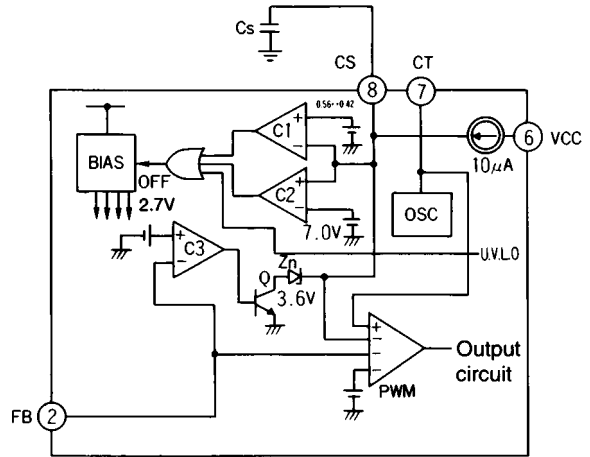 Cs
CS
CT
8
7
0.56··0.42
C1
+
−
6
VCC
10μA
BIAS
OFF
2.7V
C2
+
−
7.0V
OSC
C3
+
−
U.V.L.O
Zn
Q
3.6V
+
−
−
−
PWM
Output
circuit
FB
2